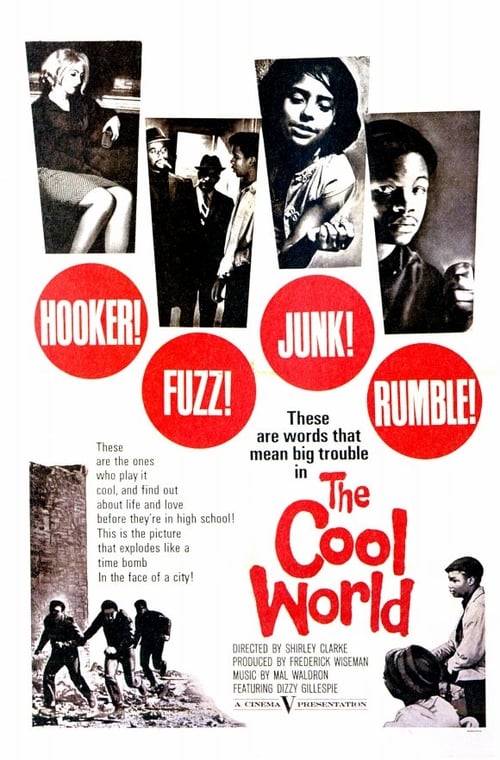 HOOKER!
FUZZ!
JUNK!
RUMBLE!
These
are words that
mean big trouble
in
The
Cool
World
These
are the ones
who play it
cool, and find out
about life and love
before they're in high school!
This is the picture
that explodes like a
time bomb
In the face of a city!
DIRECTED BY SHIRLEY CLARKE
PRODUCED BY FREDERICK WISEMAN
MUSIC BY MAL WALDRON
FEATURING DIZZY GILLESPIE
A CINEMA V PRESENTATION